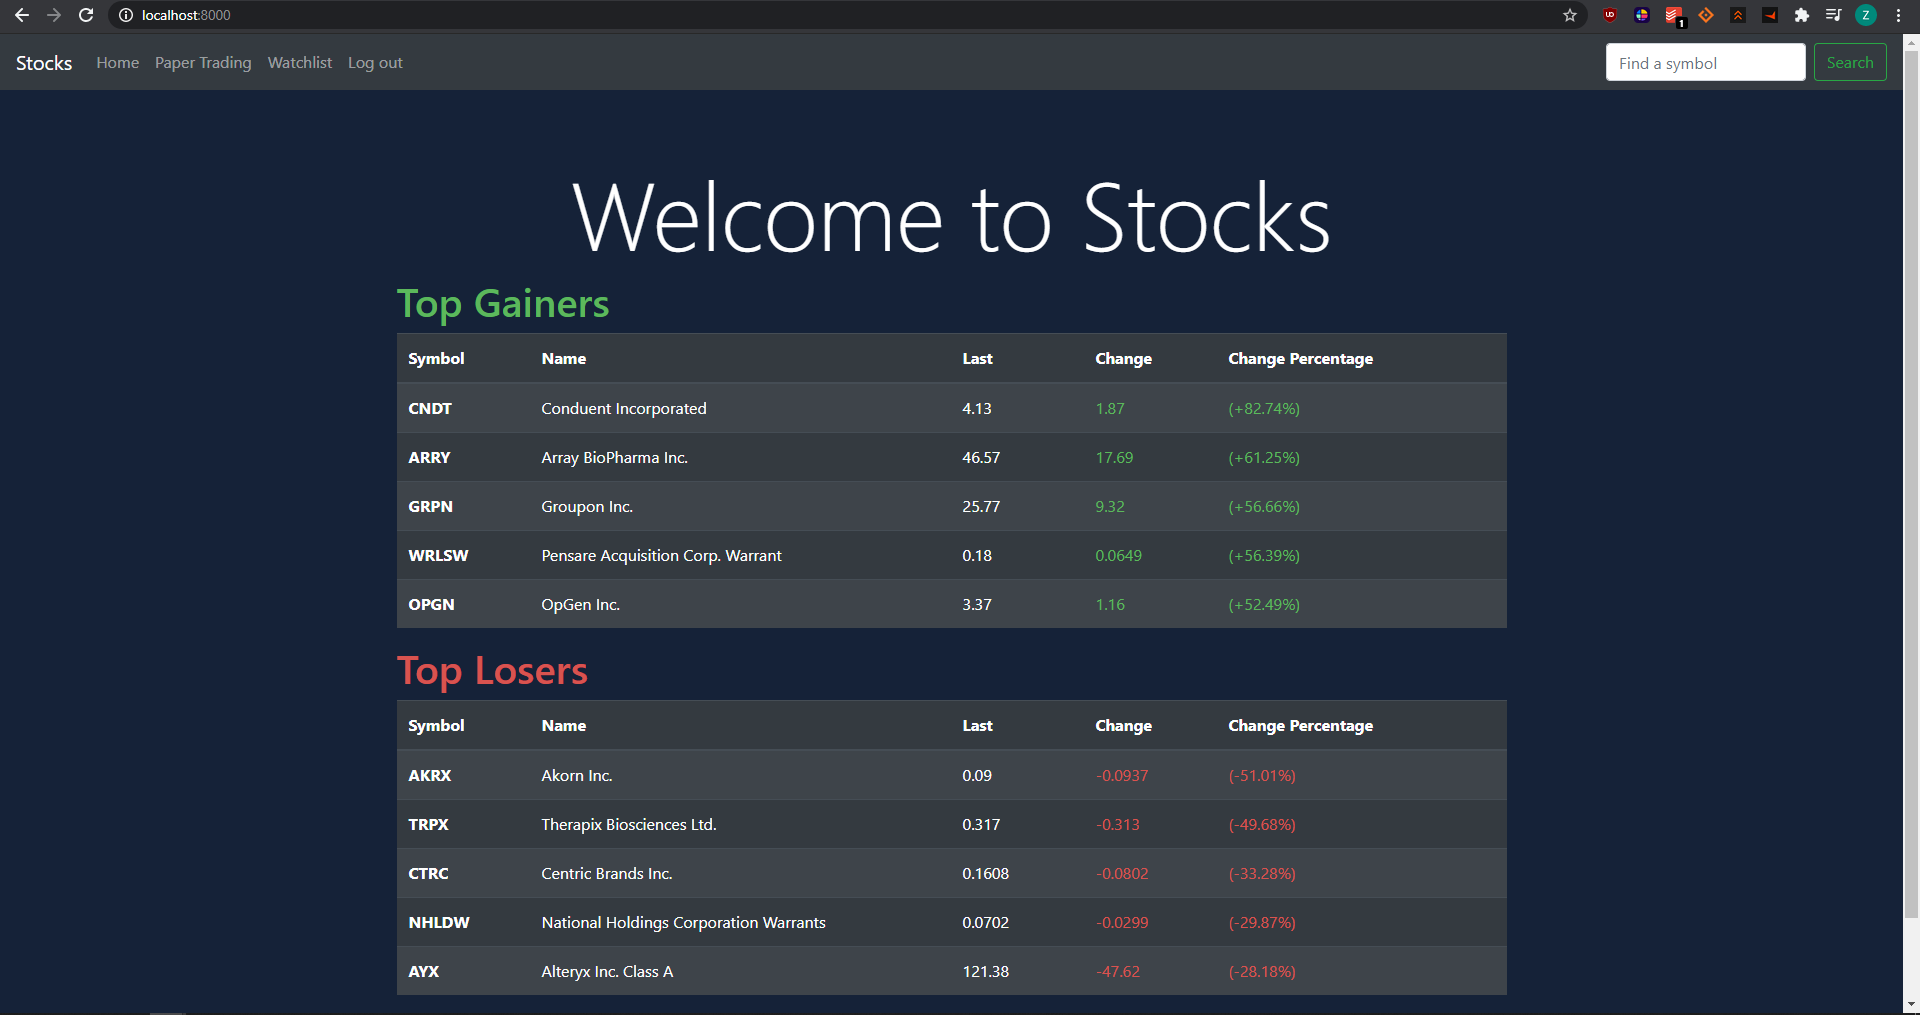 localhost:8000
1
Z
Stocks Home Paper Trading Watchlist Log out Find a symbol Search
Welcome to Stocks
Top Gainers
Symbol Name Last Change Change Percentage
CNDT Conduent Incorporated 4.13 1.87 (+82.74%)
ARRY Array BioPharma Inc. 46.57 17.69 (+61.25%)
GRPN Groupon Inc. 25.77 9.32 (+56.66%)
WRLSW Pensare Acquisition Corp. Warrant 0.18 0.0649 (+56.39%)
OPGN OpGen Inc. 3.37 1.16 (+52.49%)
Top Losers
Symbol Name Last Change Change Percentage
AKRX Akorn Inc. 0.09 -0.0937 (-51.01%)
TRPX Therapix Biosciences Ltd. 0.317 -0.313 (-49.68%)
CTRC Centric Brands Inc. 0.1608 -0.0802 (-33.28%)
NHLDW National Holdings Corporation Warrants 0.0702 -0.0299 (-29.87%)
AYX Alteryx Inc. Class A 121.38 -47.62 (-28.18%)